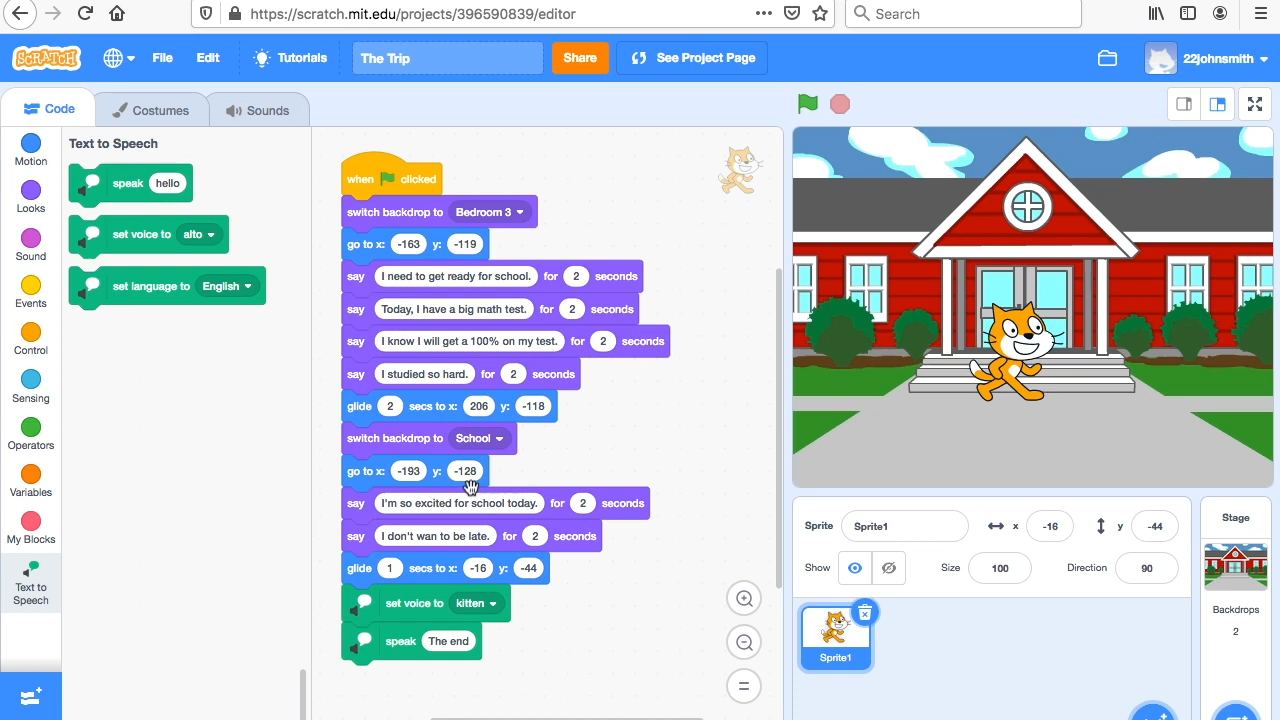 https://scratch.mit.edu/projects/396590839/editor
Search
SCRATCH
File
Edit
Tutorials
The Trip
Share
See Project Page
22johnsmith
Code
Costumes
Sounds
Motion
Looks
Sound
Events
Control
Sensing
Operators
Variables
My Blocks
Text to
Speech
Text to Speech
speak hello
set voice to alto
set language to English
when clicked
switch backdrop to Bedroom 3
go to x: -163 y: -119
say I need to get ready for school. for 2 seconds
say Today, I have a big math test. for 2 seconds
say I know I will get a 100% on my test. for 2 seconds
say I studied so hard. for 2 seconds
glide 2 secs to x: 206 y: -118
switch backdrop to School
go to x: -193 y: -128
say I'm so excited for school today. for 2 seconds
say I don't wan to be late. for 2 seconds
glide 1 secs to x: -16 y: -44
set voice to kitten
speak The end
Sprite Sprite1 x -16 y -44
Show Size 100 Direction 90
Sprite1
Stage
Backdrops
2